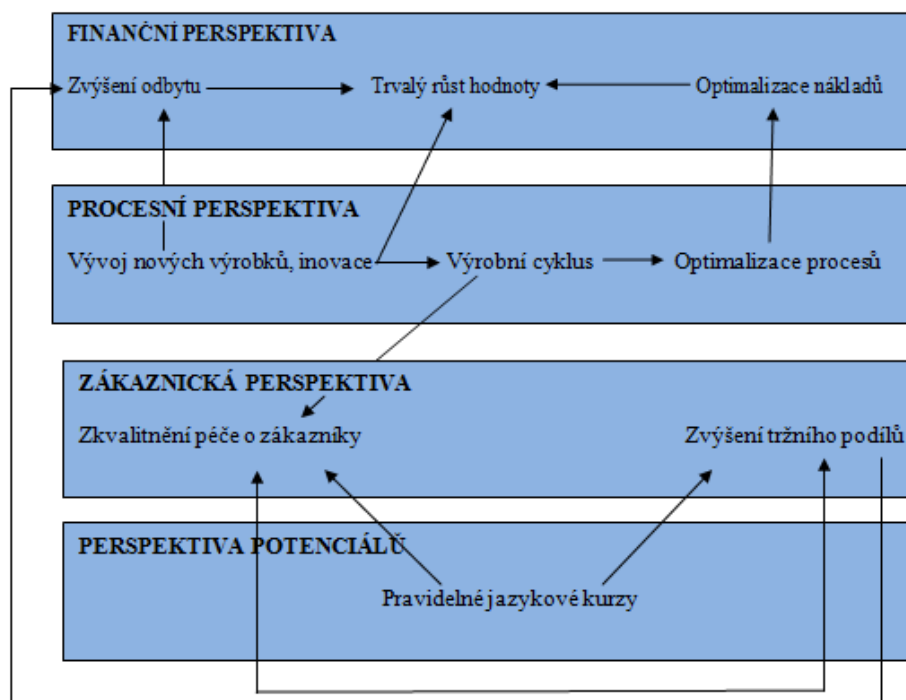 FINANČNÍ PERSPEKTIVA
Zvýšení odbytu Trvalý růst hodnoty Optimalizace nákladů
PROCESNÍ PERSPEKTIVA
Vývoj nových výrobků, inovace Výrobní cyklus Optimalizace procesů
ZÁKAZNICKÁ PERSPEKTIVA
Zkvalitnění péče o zákazníky Zvýšení tržního podílů
PERSPEKTIVA POTENCIÁLŮ
Pravidelné jazykové kurzy